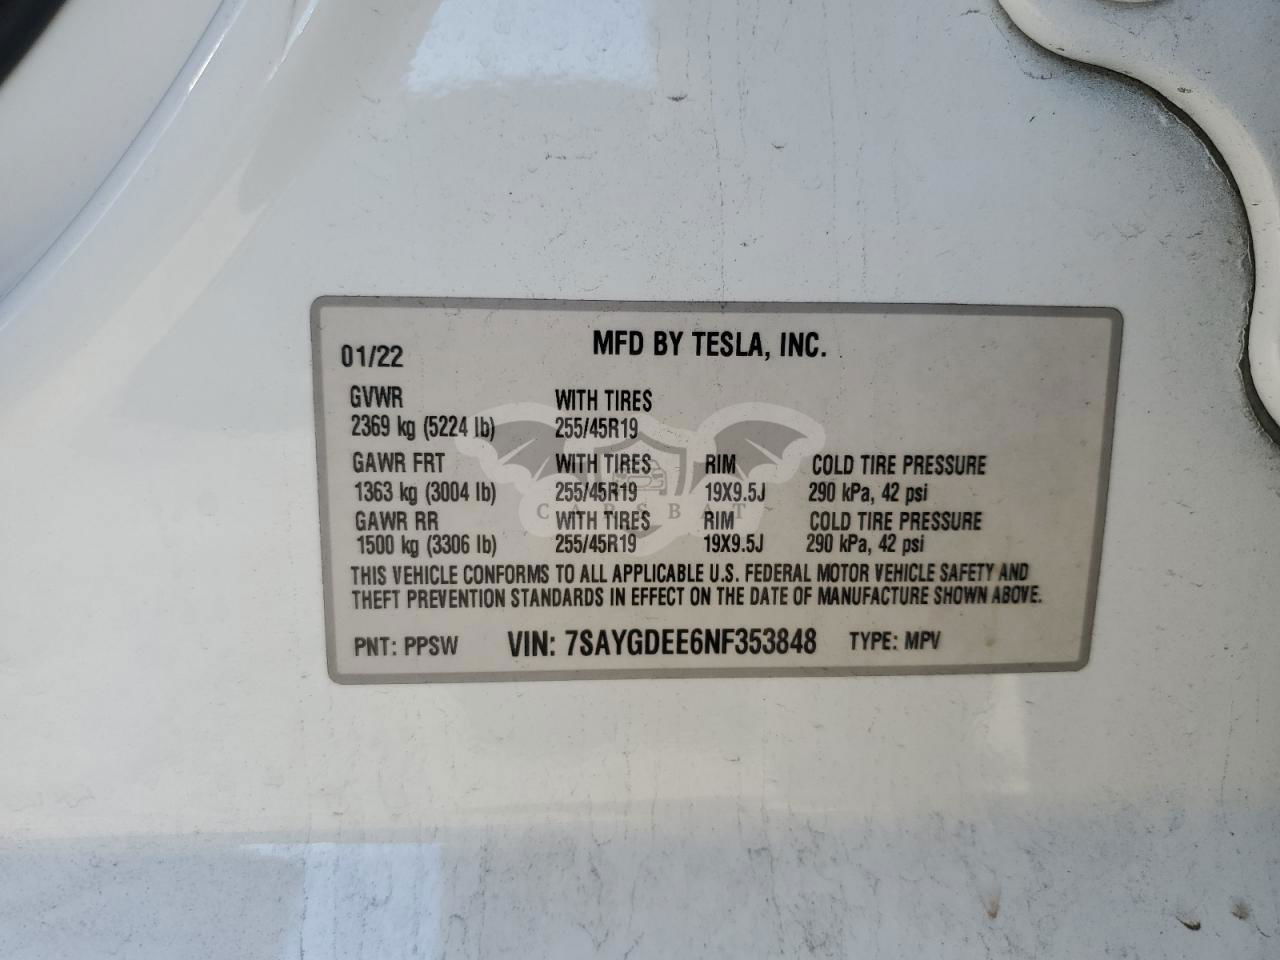 01/22 MFD BY TESLA, INC.
GVWR WITH TIRES
2369 kg (5224 lb) 255/45R19
GAWR FRT WITH TIRES RIM COLD TIRE PRESSURE
1363 kg (3004 lb) 255/45R19 19X9.5J 290 kPa, 42 psi
GAWR RR WITH TIRES RIM COLD TIRE PRESSURE
1500 kg (3306 lb) 255/45R19 19X9.5J 290 kPa, 42 psi
THIS VEHICLE CONFORMS TO ALL APPLICABLE U.S. FEDERAL MOTOR VEHICLE SAFETY AND
THEFT PREVENTION STANDARDS IN EFFECT ON THE DATE OF MANUFACTURE SHOWN ABOVE.
PNT: PPSW VIN: 7SAYGDEE6NF353848 TYPE: MPV
CARSBAT